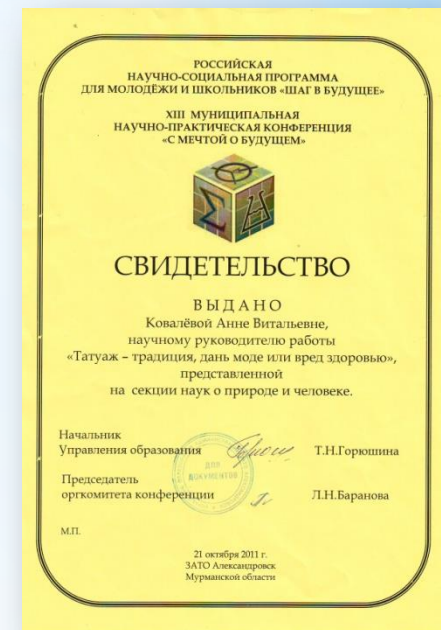 РОССИЙСКАЯ
НАУЧНО-СОЦИАЛЬНАЯ ПРОГРАММА
ДЛЯ МОЛОДЁЖИ И ШКОЛЬНИКОВ «ШАГ В БУДУЩЕЕ»
XIII МУНИЦИПАЛЬНАЯ
НАУЧНО-ПРАКТИЧЕСКАЯ КОНФЕРЕНЦИЯ
«С МЕЧТОЙ О БУДУЩЕМ»
СВИДЕТЕЛЬСТВО
ВЫДАНО
Ковалёвой Анне Витальевне,
научному руководителю работы
«Татуаж – традиция, дань моде или вред здоровью»,
представленной
на секции наук о природе и человеке.
Начальник
Управления образования Т.Н.Горюшина
ДЛЯ
ДОКУМЕНТОВ
Председатель
оргкомитета конференции Л.Н.Баранова
М.П.
21 октября 2011 г.
ЗАТО Александровск
Мурманской области